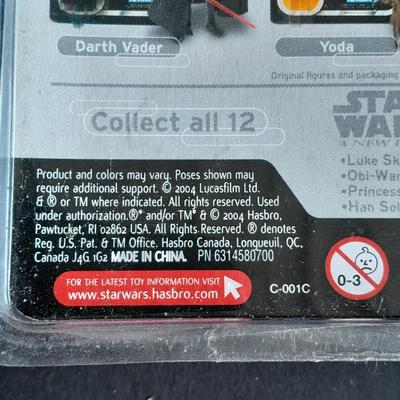 Darth Vader
Yoda
Original figures and packaging
Collect all 12
STA
WA
A NEW
•Luke Sk
•Obi-Wa
•Princes
•Han Sol
Product and colors may vary. Poses shown may
require additional support. © 2004 Lucasfilm Ltd.
& ® or TM where indicated. All rights reserved. Used
under authorization.®* and/or TM* & © 2004 Hasbro,
Pawtucket, RI 02862 USA. All Rights Reserved. ® denotes
Reg. U.S. Pat. & TM Office. Hasbro Canada, Longueuil, QC,
Canada J4G 1G2 MADE IN CHINA. PN 6314580700
FOR THE LATEST TOY INFORMATION VISIT
www.starwars.hasbro.com
C-001C
0-3